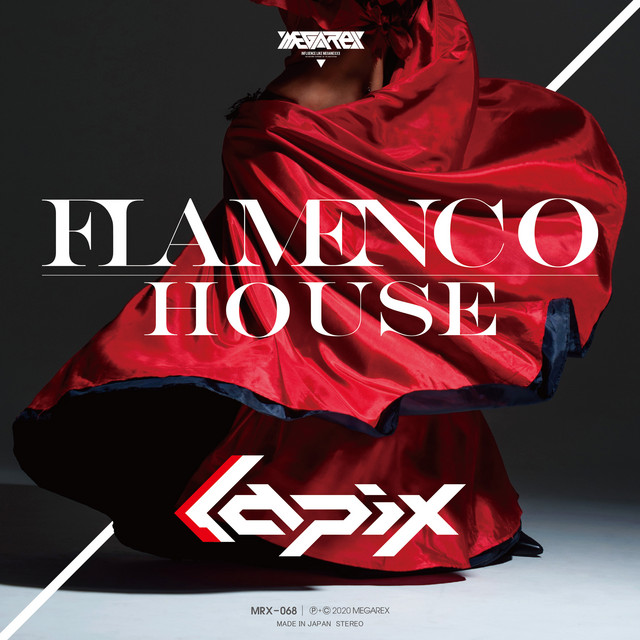 MEGAREX
FLAMENCO
HOUSE
Lapix
MRX-068 | Ⓟ・© 2020 MEGAREX
MADE IN JAPAN STEREO